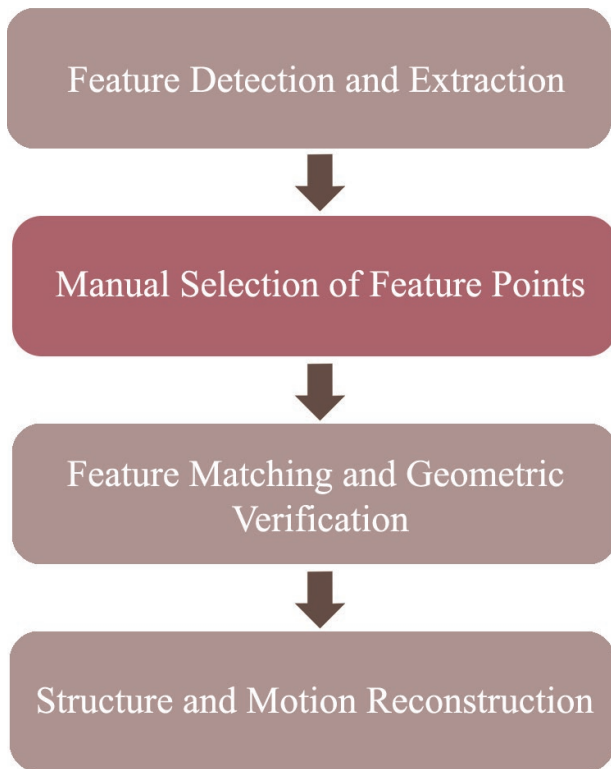 Feature Detection and Extraction
Manual Selection of Feature Points
Feature Matching and Geometric
Verification
Structure and Motion Reconstruction